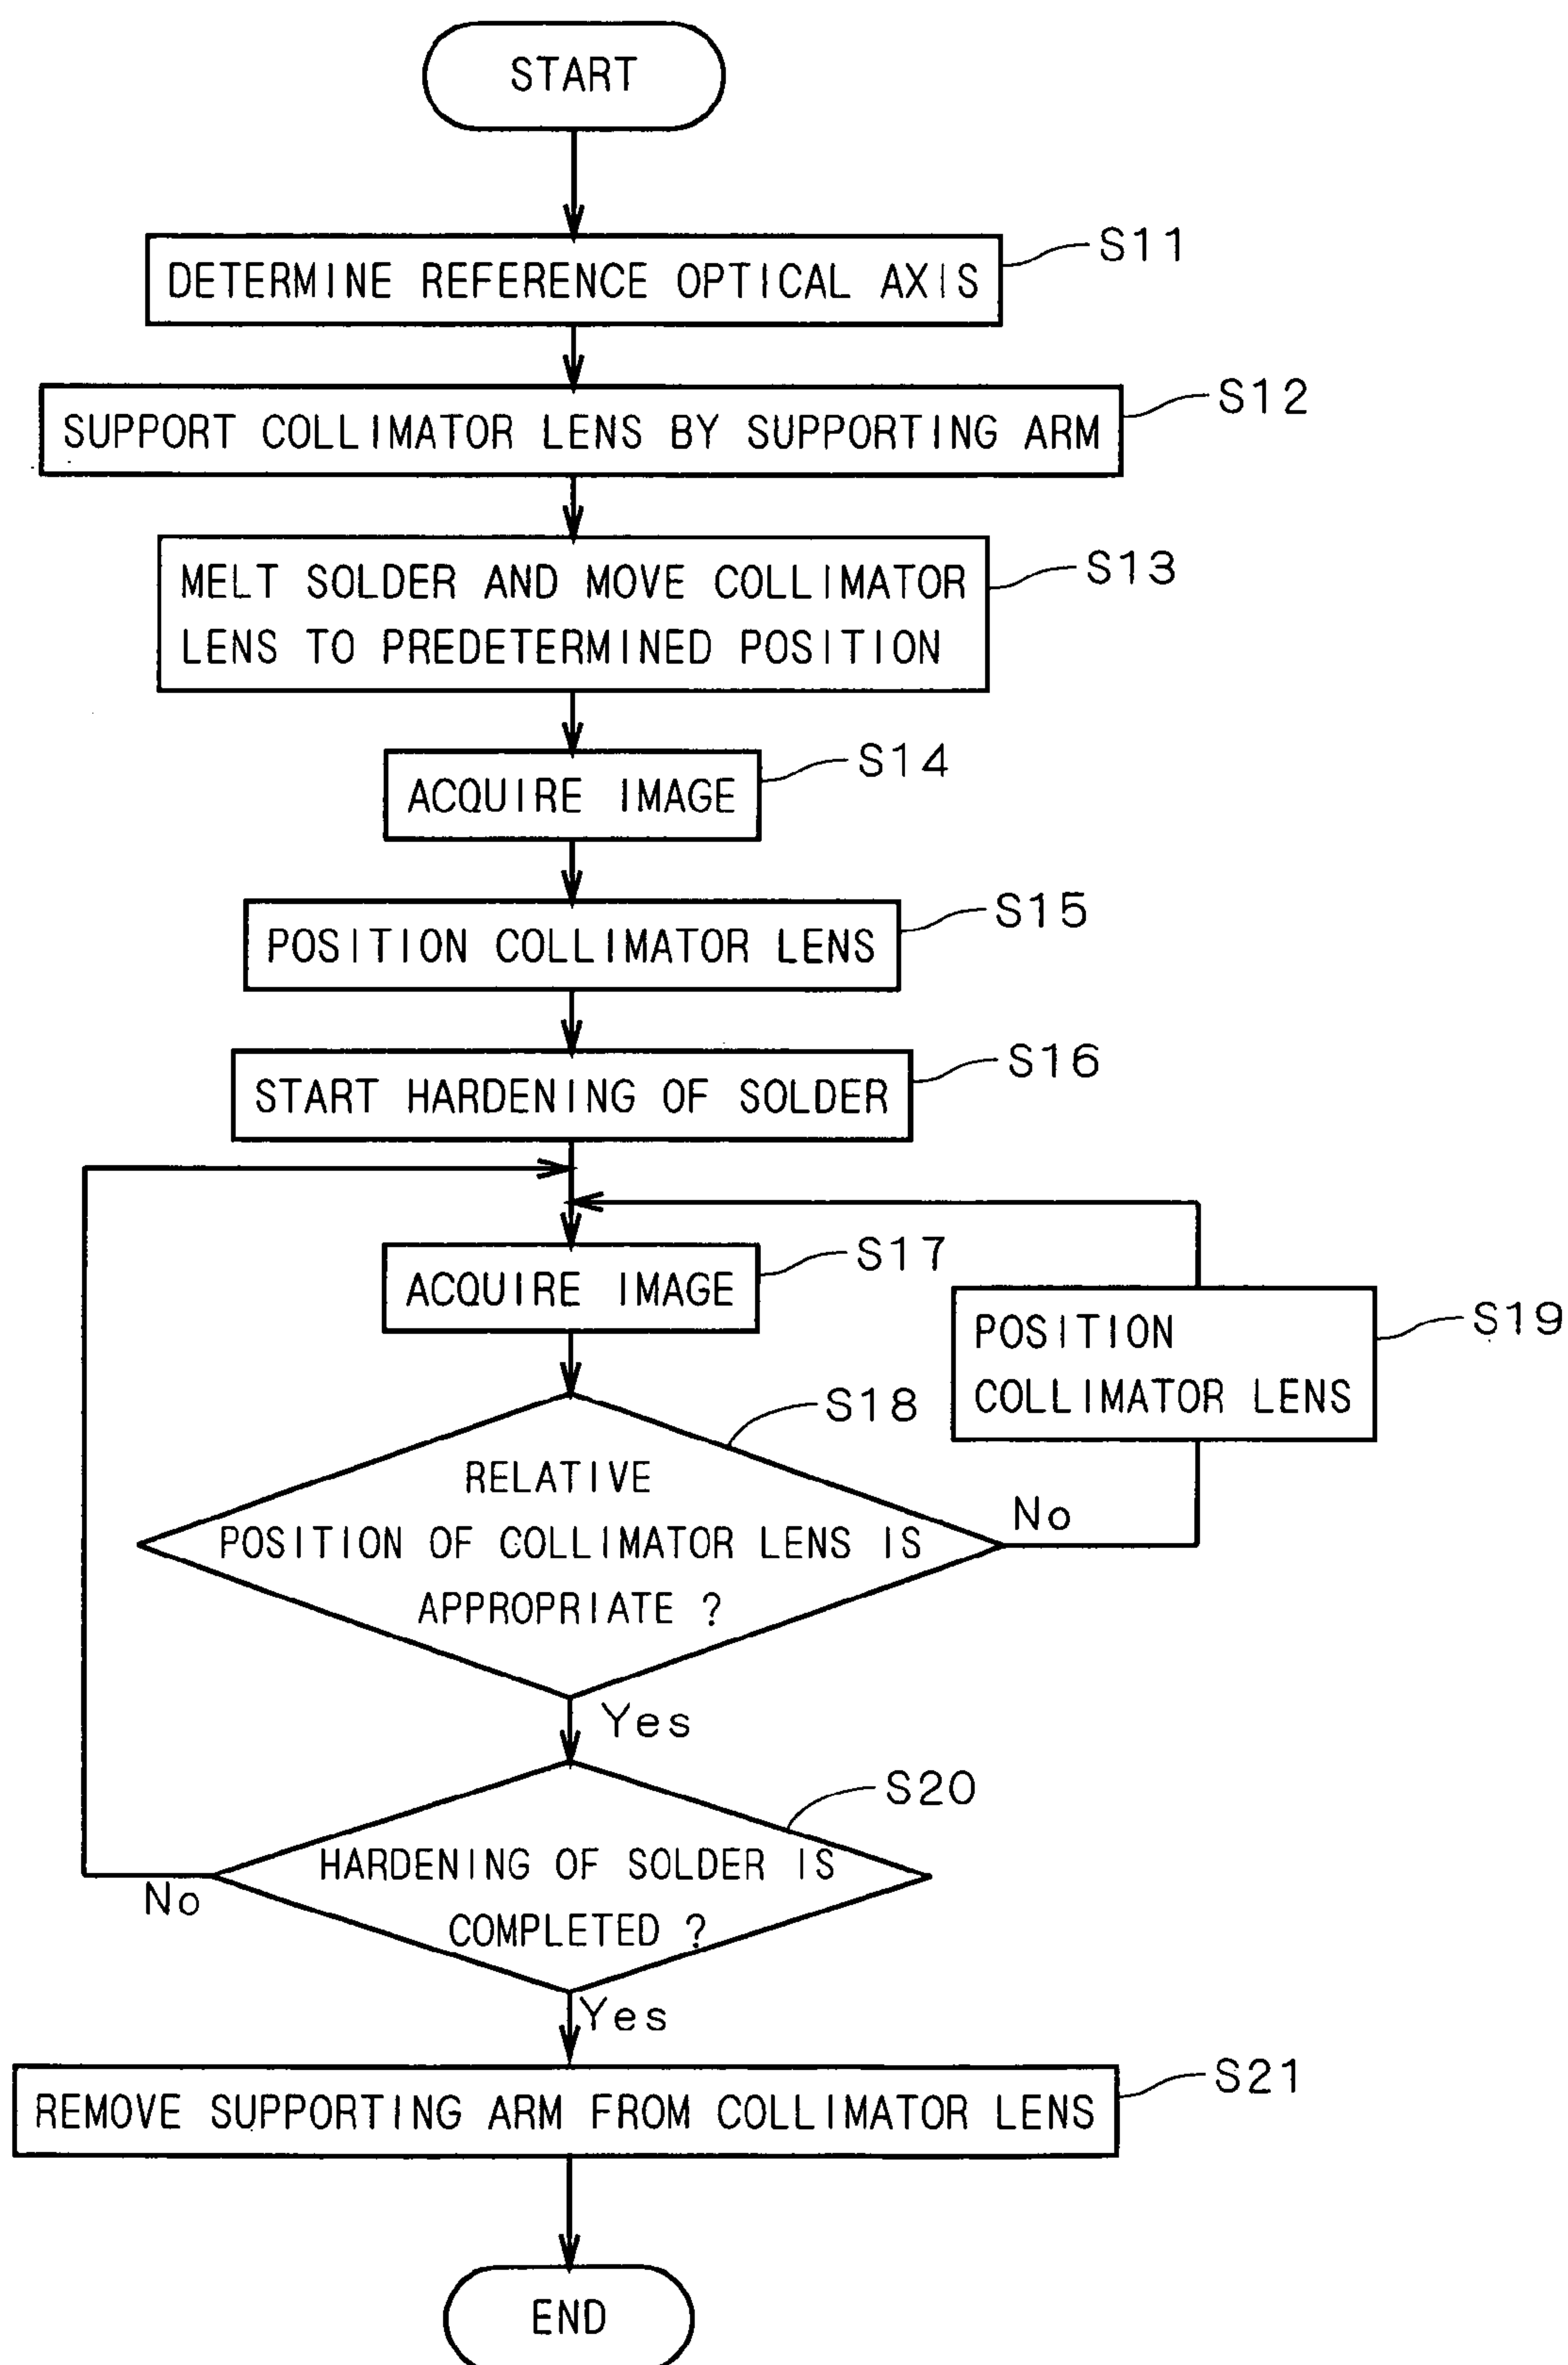 START
S11
DETERMINE REFERENCE OPTICAL AXIS
S12
SUPPORT COLLIMATOR LENS BY SUPPORTING ARM
S13
MELT SOLDER AND MOVE COLLIMATOR
LENS TO PREDETERMINED POSITION
S14
ACQUIRE IMAGE
S15
POSITION COLLIMATOR LENS
S16
START HARDENING OF SOLDER
S17
ACQUIRE IMAGE
S19
POSITION
COLLIMATOR LENS
S18
RELATIVE
POSITION OF COLLIMATOR LENS IS
APPROPRIATE ?
No
Yes
S20
HARDENING OF SOLDER IS
COMPLETED ?
No
Yes
S21
REMOVE SUPPORTING ARM FROM COLLIMATOR LENS
END